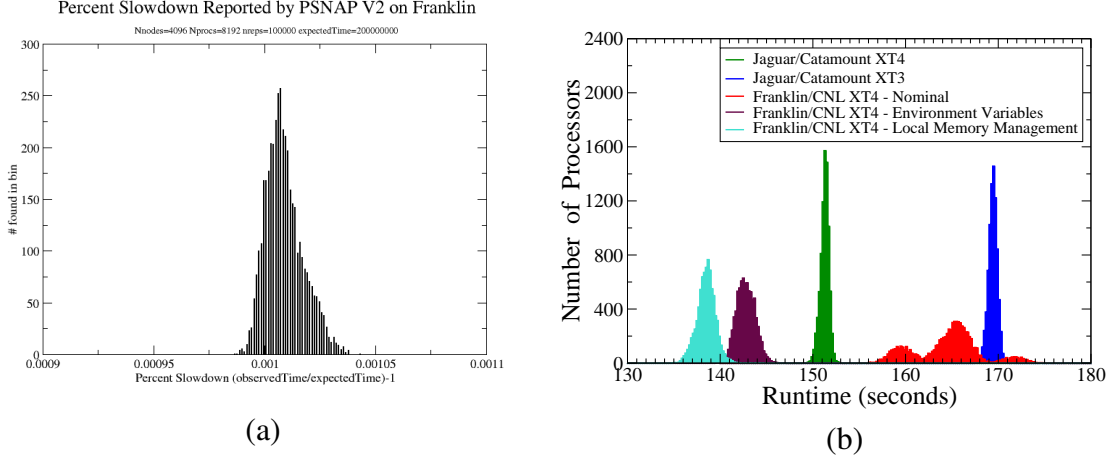 Percent Slowdown Reported by PSNAP V2 on Franklin
Nnodes=4096 Nprocs=8192 nreps=100000 expectedTime=200000000
# found in bin
300
250
200
150
100
50
0
0.0009
0.00095
0.001
0.00105
0.0011
Percent Slowdown (observedTime/expectedTime)-1
(a)
Number of Processors
2400
2000
1600
1200
800
400
0
Jaguar/Catamount XT4
Jaguar/Catamount XT3
Franklin/CNL XT4 - Nominal
Franklin/CNL XT4 - Environment Variables
Franklin/CNL XT4 - Local Memory Management
130
140
150
160
170
180
Runtime (seconds)
(b)